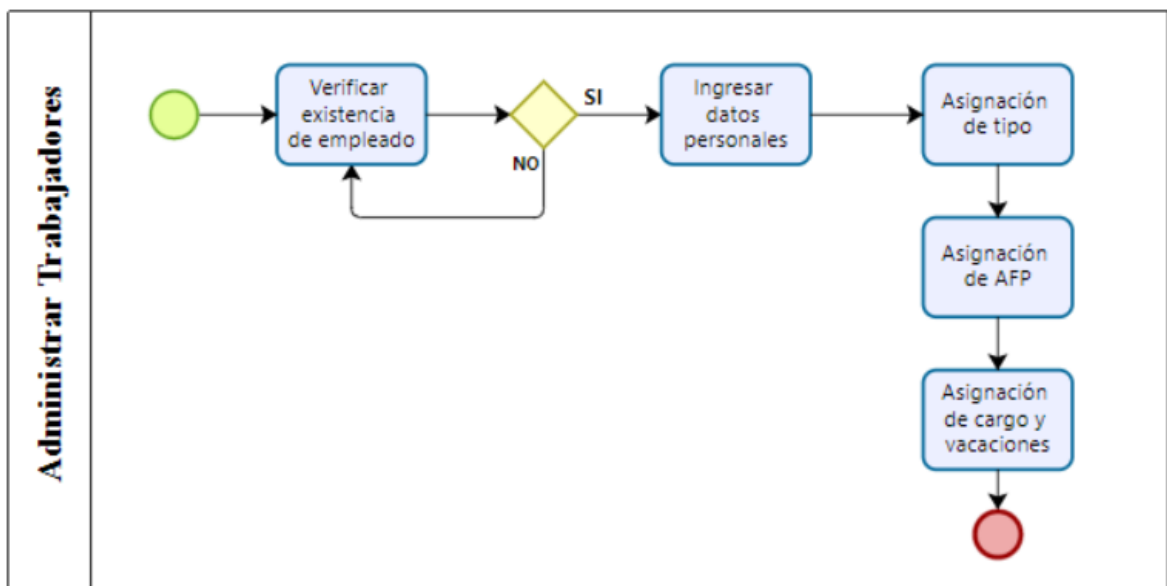 Administrar Trabajadores
Verificar
existencia
de empleado
SI
NO
Ingresar
datos
personales
Asignación
de tipo
Asignación
de AFP
Asignación
de cargo y
vacaciones